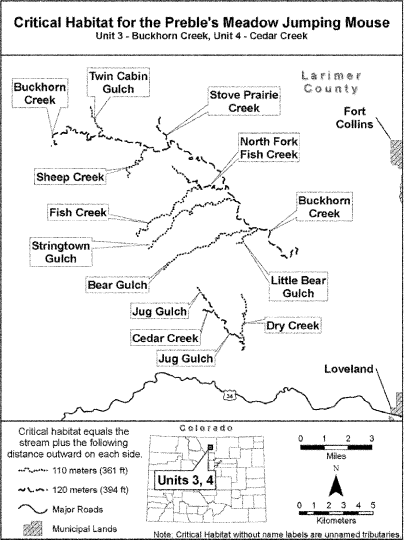 Critical Habitat for the Preble's Meadow Jumping Mouse
Unit 3 - Buckhorn Creek, Unit 4 - Cedar Creek
Twin Cabin
Gulch
Larimer
County
Buckhorn
Creek
Stove Prairie
Creek
Fort
Collins
North Fork
Fish Creek
Sheep Creek
Fish Creek
Buckhorn
Creek
Stringtown
Gulch
Bear Gulch
Little Bear
Gulch
Jug Gulch
Cedar Creek
Dry Creek
Jug Gulch
Loveland
34
Critical habitat equals the
stream plus the following
distance outward on each side.
110 meters (361 ft)
120 meters (394 ft)
Major Roads
Municipal Lands
Colorado
Units 3, 4
0 1 2 3
Miles
N
0 1 2 3 4 5
Kilometers
Note: Critical Habitat without name labels are unnamed tributaries.